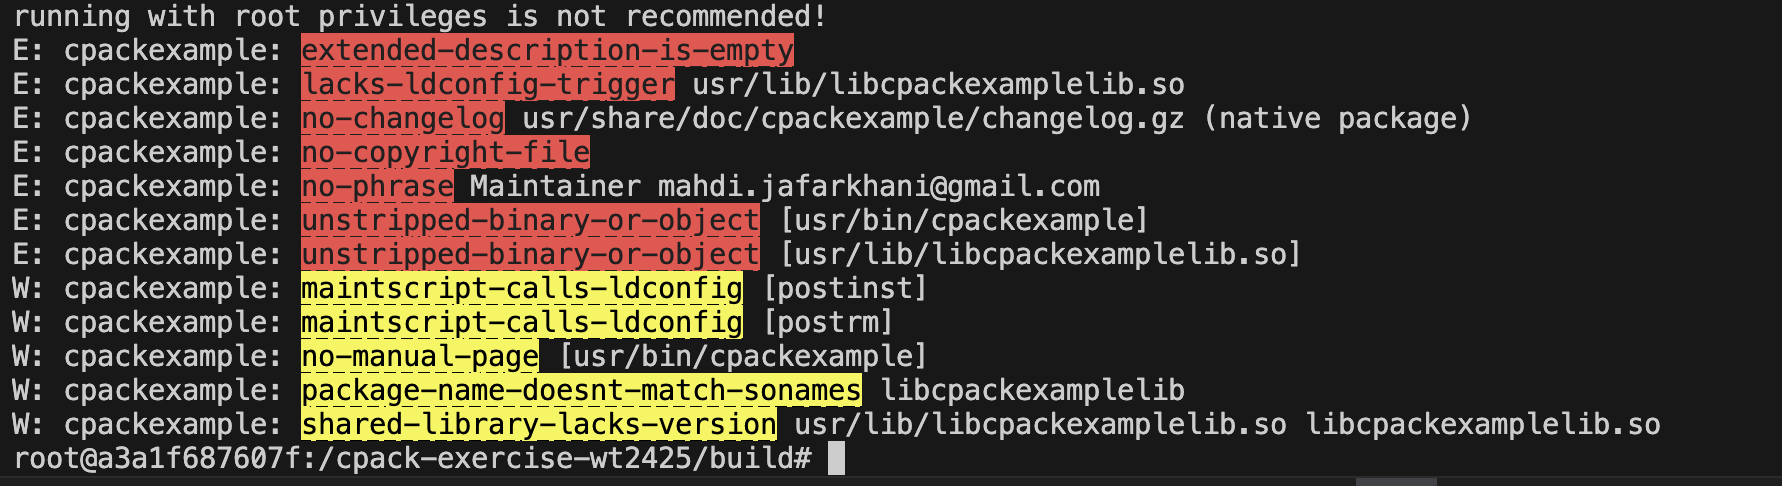 running with root privileges is not recommended!
E: cpackexample: extended-description-is-empty
E: cpackexample: lacks-ldconfig-trigger usr/lib/libcpackexamplelib.so
E: cpackexample: no-changelog usr/share/doc/cpackexample/changelog.gz (native package)
E: cpackexample: no-copyright-file
E: cpackexample: no-phrase Maintainer mahdi.jafarkhani@gmail.com
E: cpackexample: unstripped-binary-or-object [usr/bin/cpackexample]
E: cpackexample: unstripped-binary-or-object [usr/lib/libcpackexamplelib.so]
W: cpackexample: maintscript-calls-ldconfig [postinst]
W: cpackexample: maintscript-calls-ldconfig [postrm]
W: cpackexample: no-manual-page [usr/bin/cpackexample]
W: cpackexample: package-name-doesnt-match-sonames libcpackexamplelib
W: cpackexample: shared-library-lacks-version usr/lib/libcpackexamplelib.so libcpackexamplelib.so
root@a3a1f687607f:/cpack-exercise-wt2425/build#